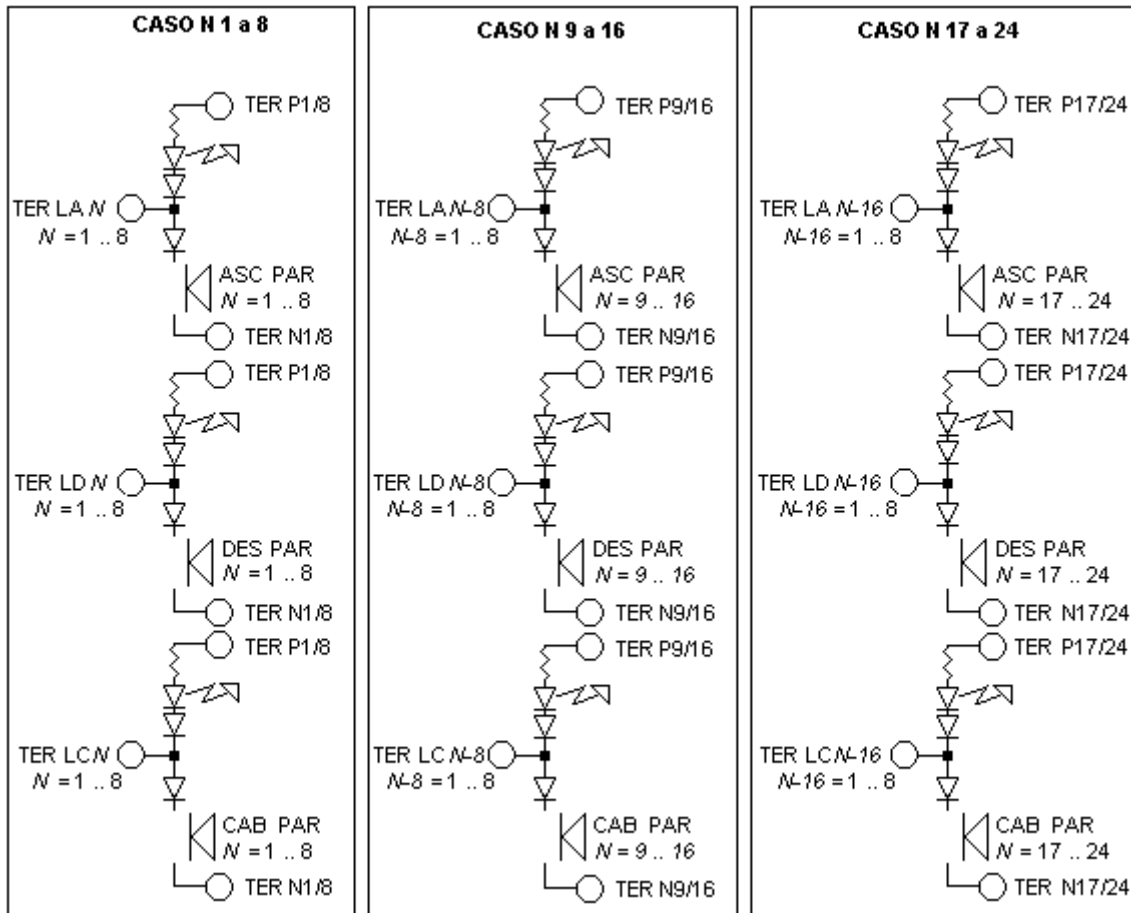 CASO N 1 a 8
TER P1/8
TER LA N
N = 1 .. 8
ASC PAR
N = 1 .. 8
TER N1/8
TER P1/8
TER LD N
N = 1 .. 8
DES PAR
N = 1 .. 8
TER N1/8
TER P1/8
TER LC N
N = 1 .. 8
CAB PAR
N = 1 .. 8
TER N1/8
CASO N 9 a 16
TER P9/16
TER LA N-8
N-8 = 1 .. 8
ASC PAR
N = 9 .. 16
TER N9/16
TER P9/16
TER LD N-8
N-8 = 1 .. 8
DES PAR
N = 9 .. 16
TER N9/16
TER P9/16
TER LC N-8
N-8 = 1 .. 8
CAB PAR
N = 9 .. 16
TER N9/16
CASO N 17 a 24
TER P17/24
TER LA N-16
N-16 = 1 .. 8
ASC PAR
N = 17 .. 24
TER N17/24
TER P17/24
TER LD N-16
N-16 = 1 .. 8
DES PAR
N = 17 .. 24
TER N17/24
TER P17/24
TER LC N-16
N-16 = 1 .. 8
CAB PAR
N = 17 .. 24
TER N17/24